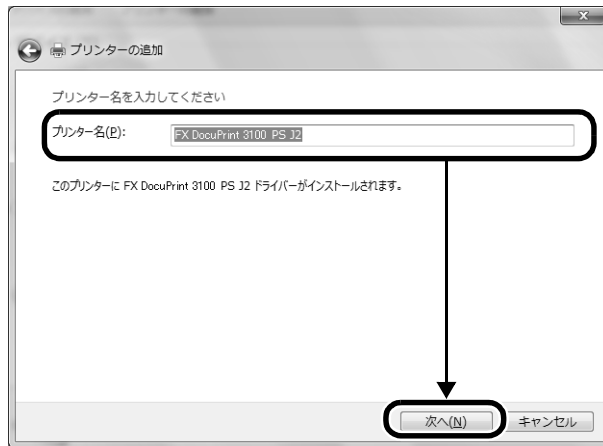 プリンターの追加
プリンター名を入力してください
プリンター名(P): FX DocuPrint 3100 PS J2
このプリンターに FX DocuPrint 3100 PS J2 ドライバーがインストールされます。
次へ(N) キャンセル